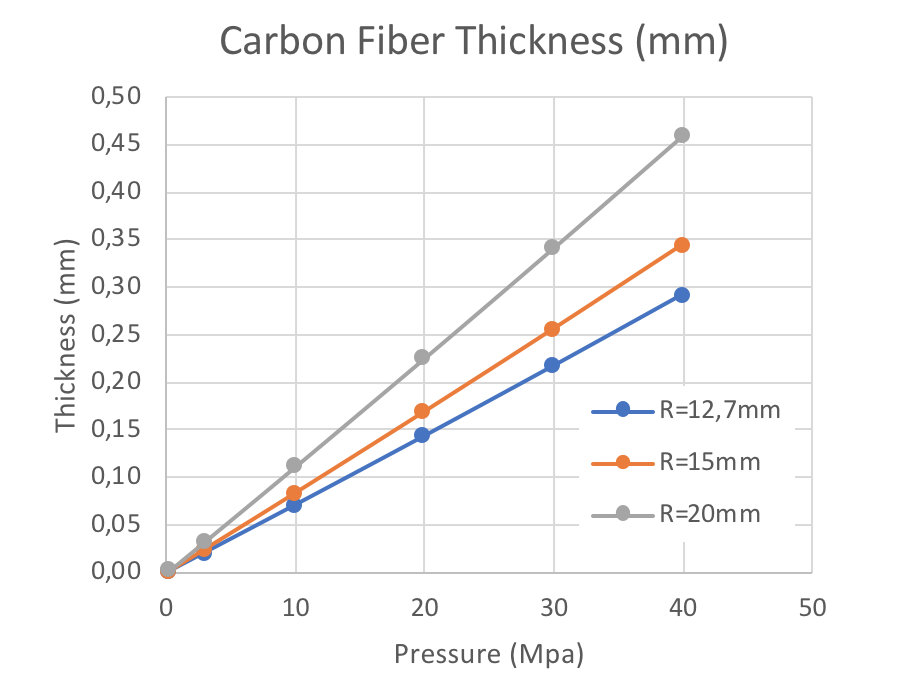 Carbon Fiber Thickness (mm)
0,50
0,45
0,40
0,35
0,30
0,25
0,20
0,15
0,10
0,05
0,00
Thickness (mm)
R=12,7mm
R=15mm
R=20mm
0 10 20 30 40 50
Pressure (Mpa)